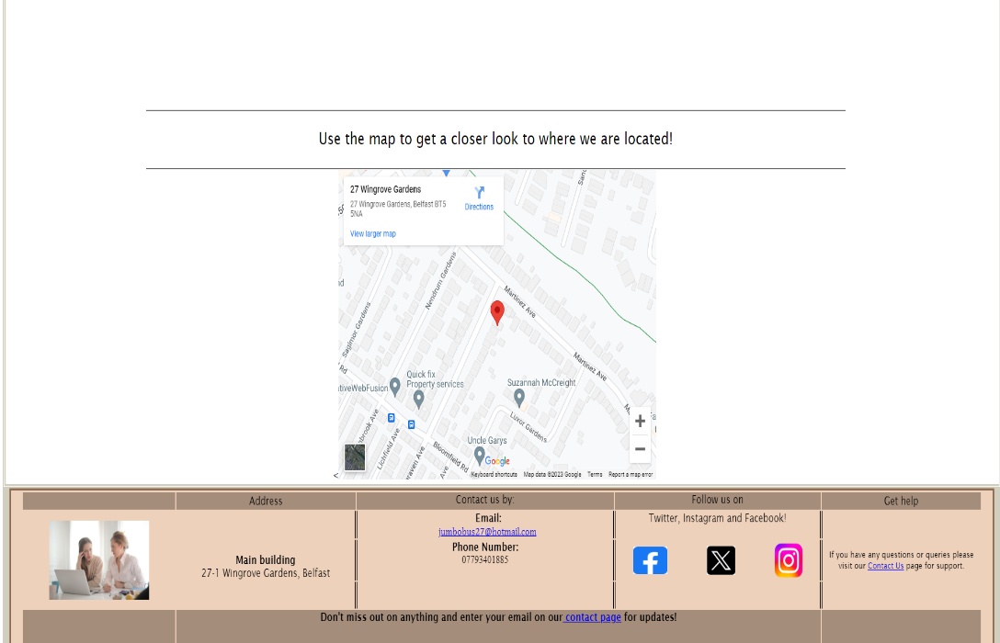 Use the map to get a closer look to where we are located!
27 Wingrove Gardens
27 Wingrove Gardens, Belfast BT5
5NA
Directions
View larger map
Nendrum Gardens
Martinez Ave
Sagimor Gardens
Martinez Ave
Rd
Quick fix
Property services
Suzannah McCreight
tiveWebFusion
Luxor Gardens
Lichfield Ave
Bloomfield Rd
Uncle Garys
Ave
Google
+
−
<
Keyboard shortcuts Map data ©2023 Google Terms Report a map error
Address
Contact us by:
Follow us on
Get help
Main building
27-1 Wingrove Gardens, Belfast
Email:
jumbobus27@hotmail.com
Phone Number:
07793401885
Twitter, Instagram and Facebook!
If you have any questions or queries please
visit our Contact Us page for support.
Don't miss out on anything and enter your email on our contact page for updates!